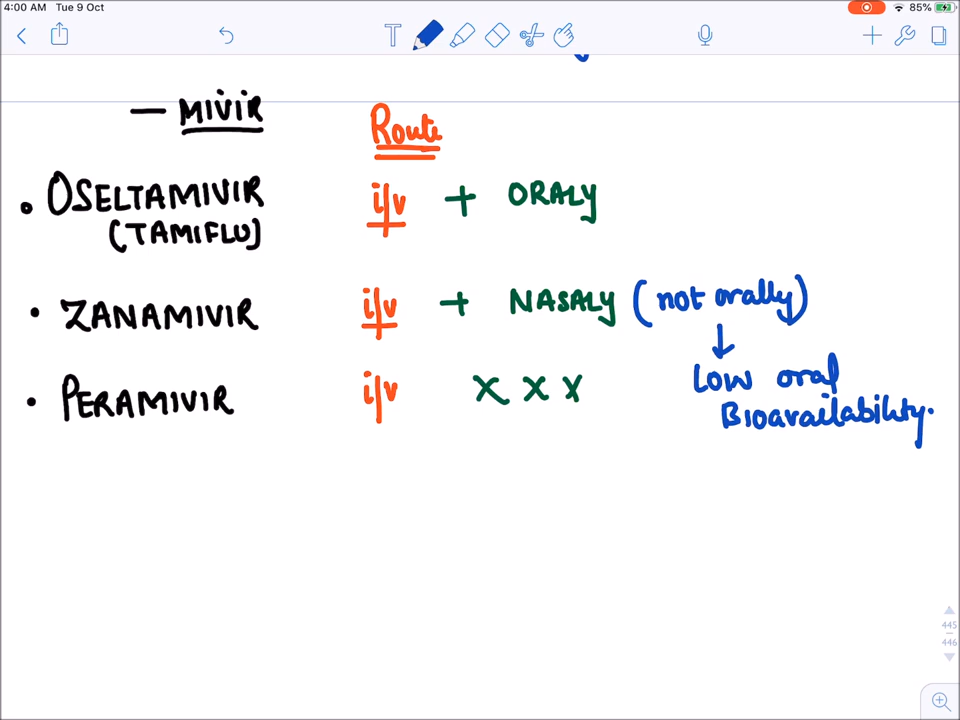 4:00 AM Tue 9 Oct 85%
T
— MIVIR
Route
OSELTAMIVIR i/v + ORALY
(TAMIFLU)
ZANAMIVIR i/v + NASALY (not orally)
PERAMIVIR i/v X X X
Low oral
Bioavailability.
445
446